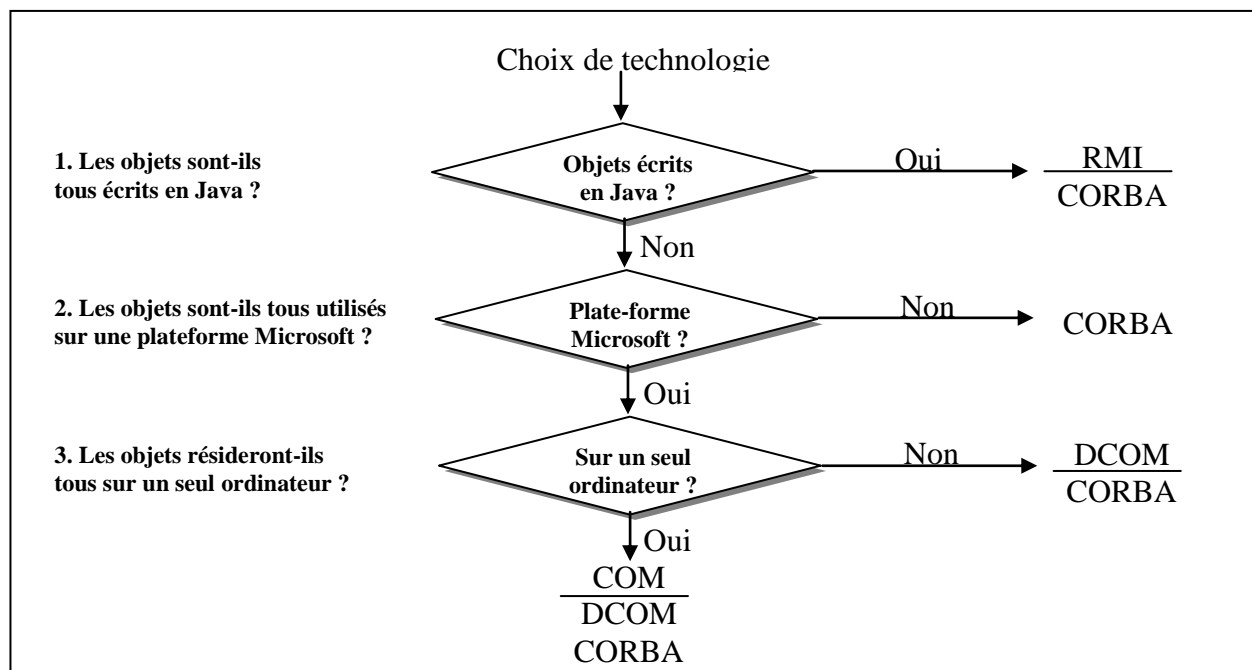 Choix de technologie
1. Les objets sont-ils
tous écrits en Java ?
Objets écrits
en Java ?
Oui
RMI
CORBA
Non
2. Les objets sont-ils tous utilisés
sur une plateforme Microsoft ?
Plate-forme
Microsoft ?
Non
CORBA
Oui
3. Les objets résideront-ils
tous sur un seul ordinateur ?
Sur un seul
ordinateur ?
Non
DCOM
CORBA
Oui
COM
DCOM
CORBA